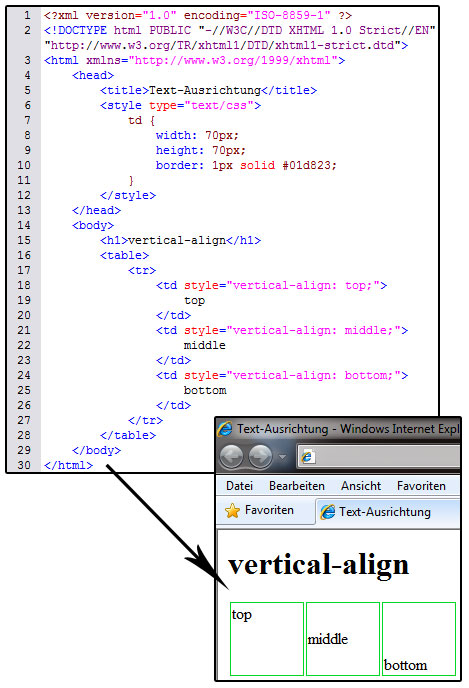 1 <?xml version="1.0" encoding="ISO-8859-1" ?>
2 <!DOCTYPE html PUBLIC "-//W3C//DTD XHTML 1.0 Strict//EN"
"http://www.w3.org/TR/xhtml1/DTD/xhtml1-strict.dtd">
3 <html xmlns="http://www.w3.org/1999/xhtml">
4 <head>
5 <title>Text-Ausrichtung</title>
6 <style type="text/css">
7 td {
8 width: 70px;
9 height: 70px;
10 border: 1px solid #01d823;
11 }
12 </style>
13 </head>
14 <body>
15 <h1>vertical-align</h1>
16 <table>
17 <tr>
18 <td style="vertical-align: top;">
19 top
20 </td>
21 <td style="vertical-align: middle;">
22 middle
23 </td>
24 <td style="vertical-align: bottom;">
25 bottom
26 </td>
27 </tr>
28 </table>
29 </body>
30 </html>
Text-Ausrichtung - Windows Internet Expl
Datei Bearbeiten Ansicht Favoriten
Favoriten Text-Ausrichtung
vertical-align
top
middle
bottom